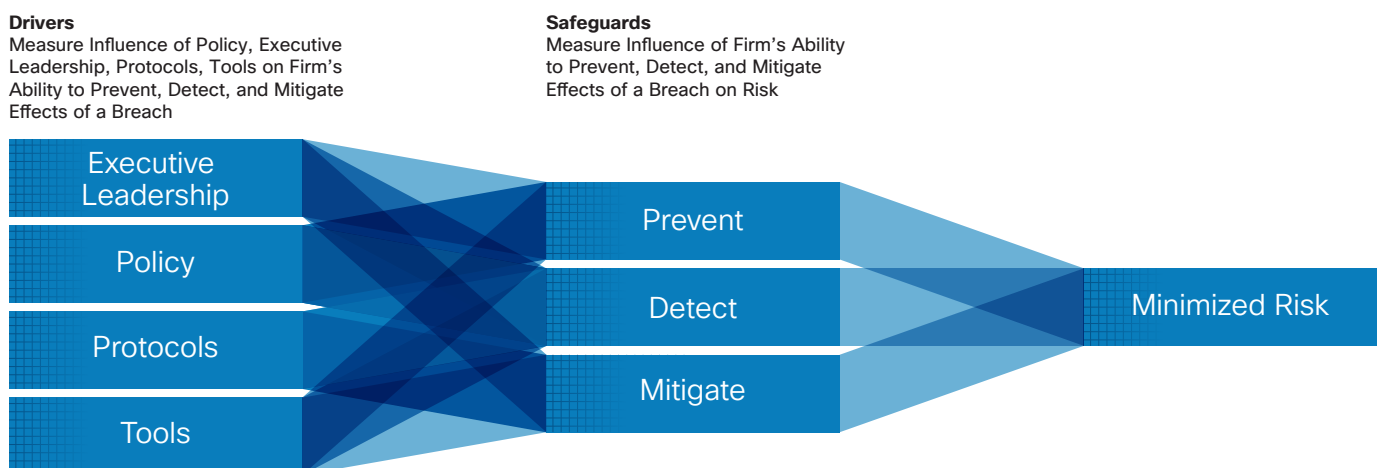 Drivers
Measure Influence of Policy, Executive
Leadership, Protocols, Tools on Firm's
Ability to Prevent, Detect, and Mitigate
Effects of a Breach
Safeguards
Measure Influence of Firm's Ability
to Prevent, Detect, and Mitigate
Effects of a Breach on Risk
Executive
Leadership
Policy
Protocols
Tools
Prevent
Detect
Mitigate
Minimized Risk